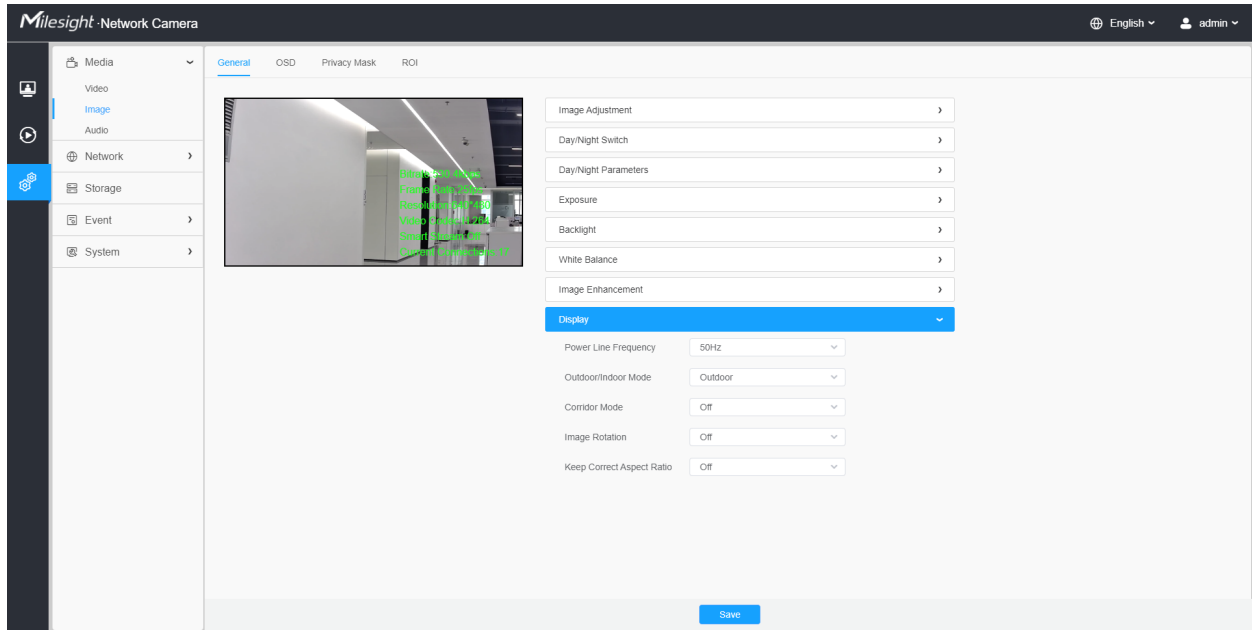 Milesight ·Network Camera
English
admin
Media
Video
Image
Audio
Network
Storage
Event
System
General OSD Privacy Mask ROI
Image Adjustment
Day/Night Switch
Day/Night Parameters
Exposure
Backlight
White Balance
Image Enhancement
Display
Power Line Frequency 50Hz
Outdoor/Indoor Mode Outdoor
Corridor Mode Off
Image Rotation Off
Keep Correct Aspect Ratio Off
Save